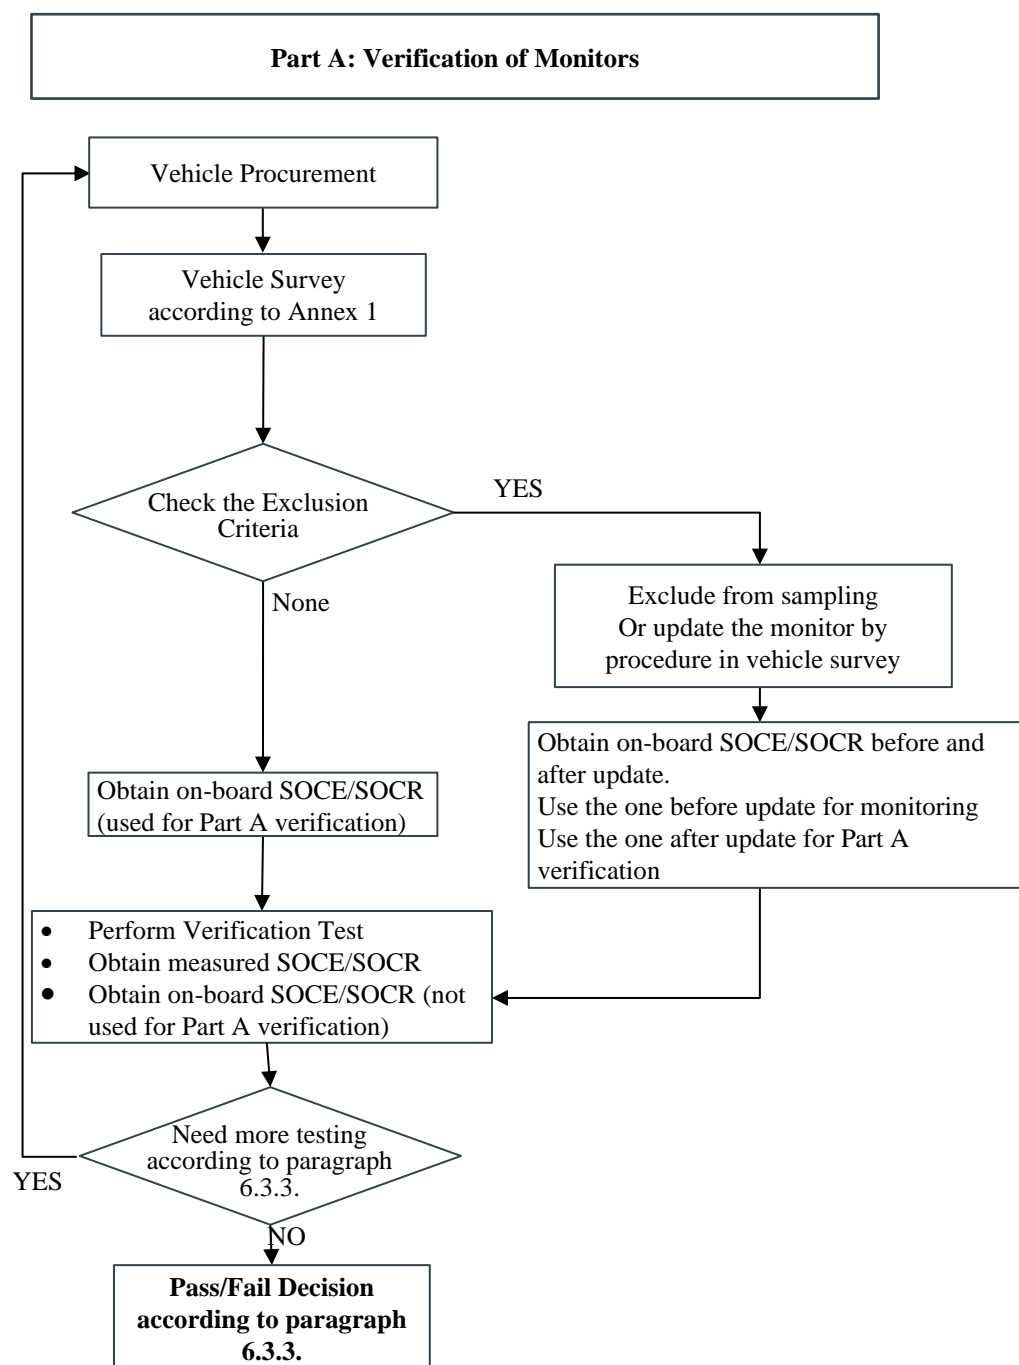 Part A: Verification of Monitors
Vehicle Procurement
Vehicle Survey
according to Annex 1
Check the Exclusion
Criteria
YES
None
Exclude from sampling
Or update the monitor by
procedure in vehicle survey
Obtain on-board SOCE/SOCR before and
after update.
Use the one before update for monitoring
Use the one after update for Part A
verification
Obtain on-board SOCE/SOCR
(used for Part A verification)
• Perform Verification Test
• Obtain measured SOCE/SOCR
• Obtain on-board SOCE/SOCR (not
used for Part A verification)
Need more testing
according to paragraph
6.3.3.
YES
NO
Pass/Fail Decision
according to paragraph
6.3.3.